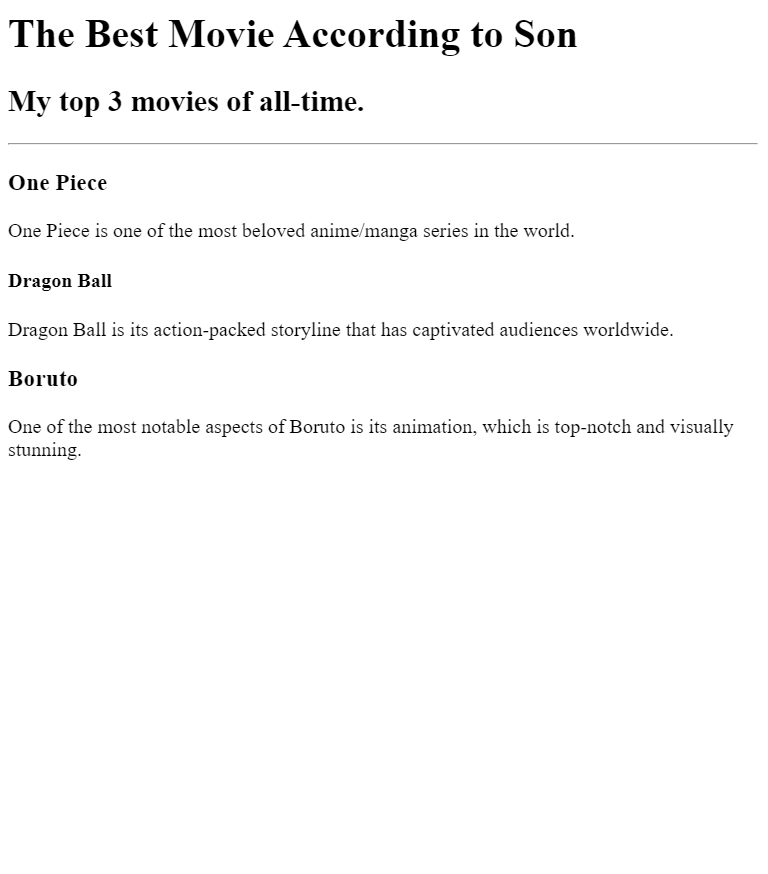 The Best Movie According to Son
My top 3 movies of all-time.
One Piece
One Piece is one of the most beloved anime/manga series in the world.
Dragon Ball
Dragon Ball is its action-packed storyline that has captivated audiences worldwide.
Boruto
One of the most notable aspects of Boruto is its animation, which is top-notch and visually
stunning.